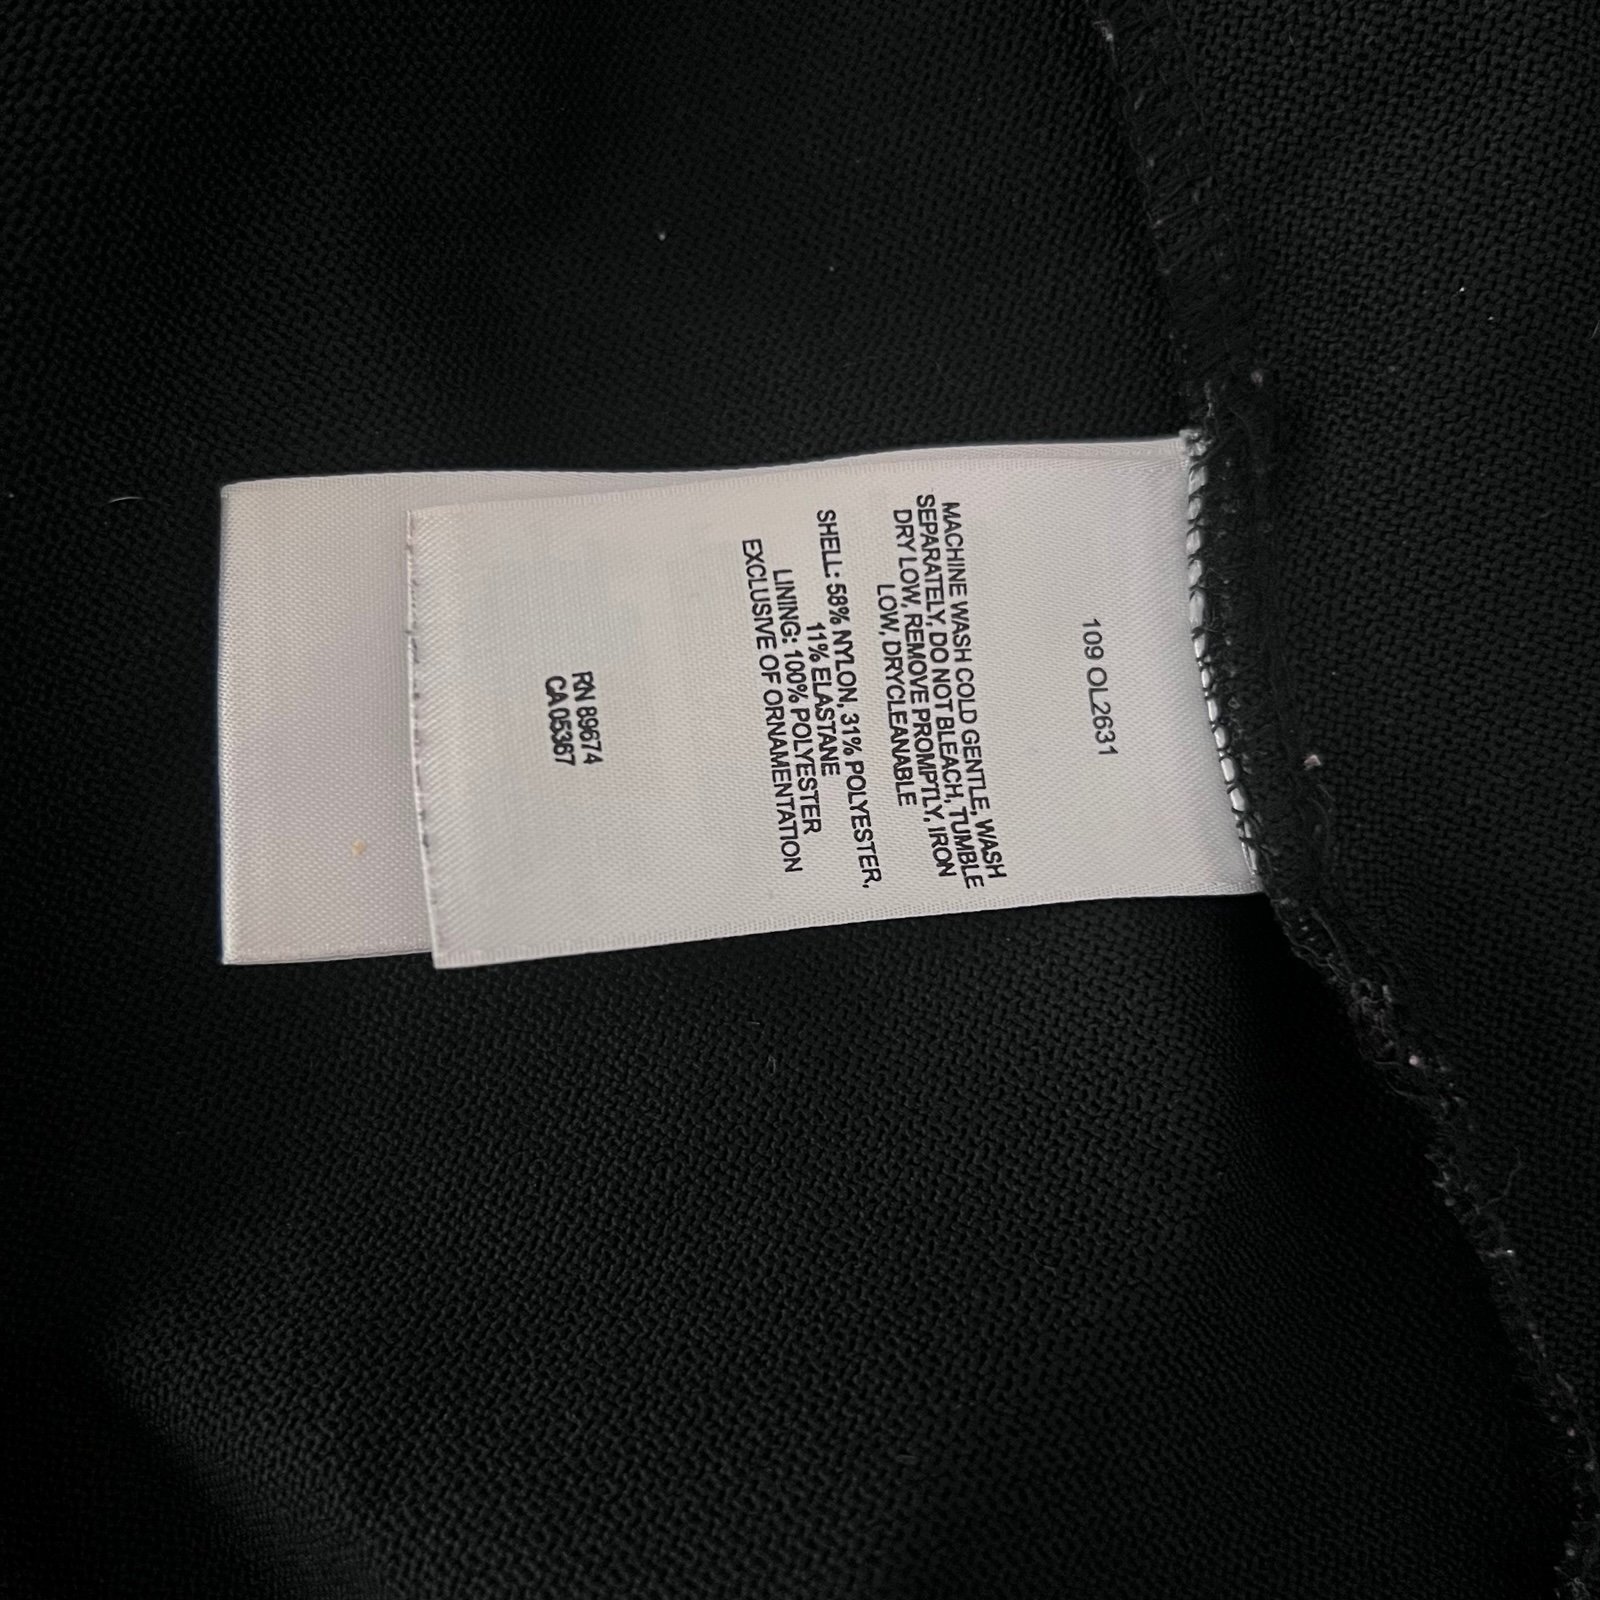 109 OL2631
MACHINE WASH COLD GENTLE, WASH
SEPARATELY, DO NOT BLEACH, TUMBLE
DRY LOW, REMOVE PROMPTLY, IRON
LOW, DRYCLEANABLE
SHELL: 58% NYLON, 31% POLYESTER,
11% ELASTANE
LINING: 100% POLYESTER
EXCLUSIVE OF ORNAMENTATION
RN 89674
CA 05367